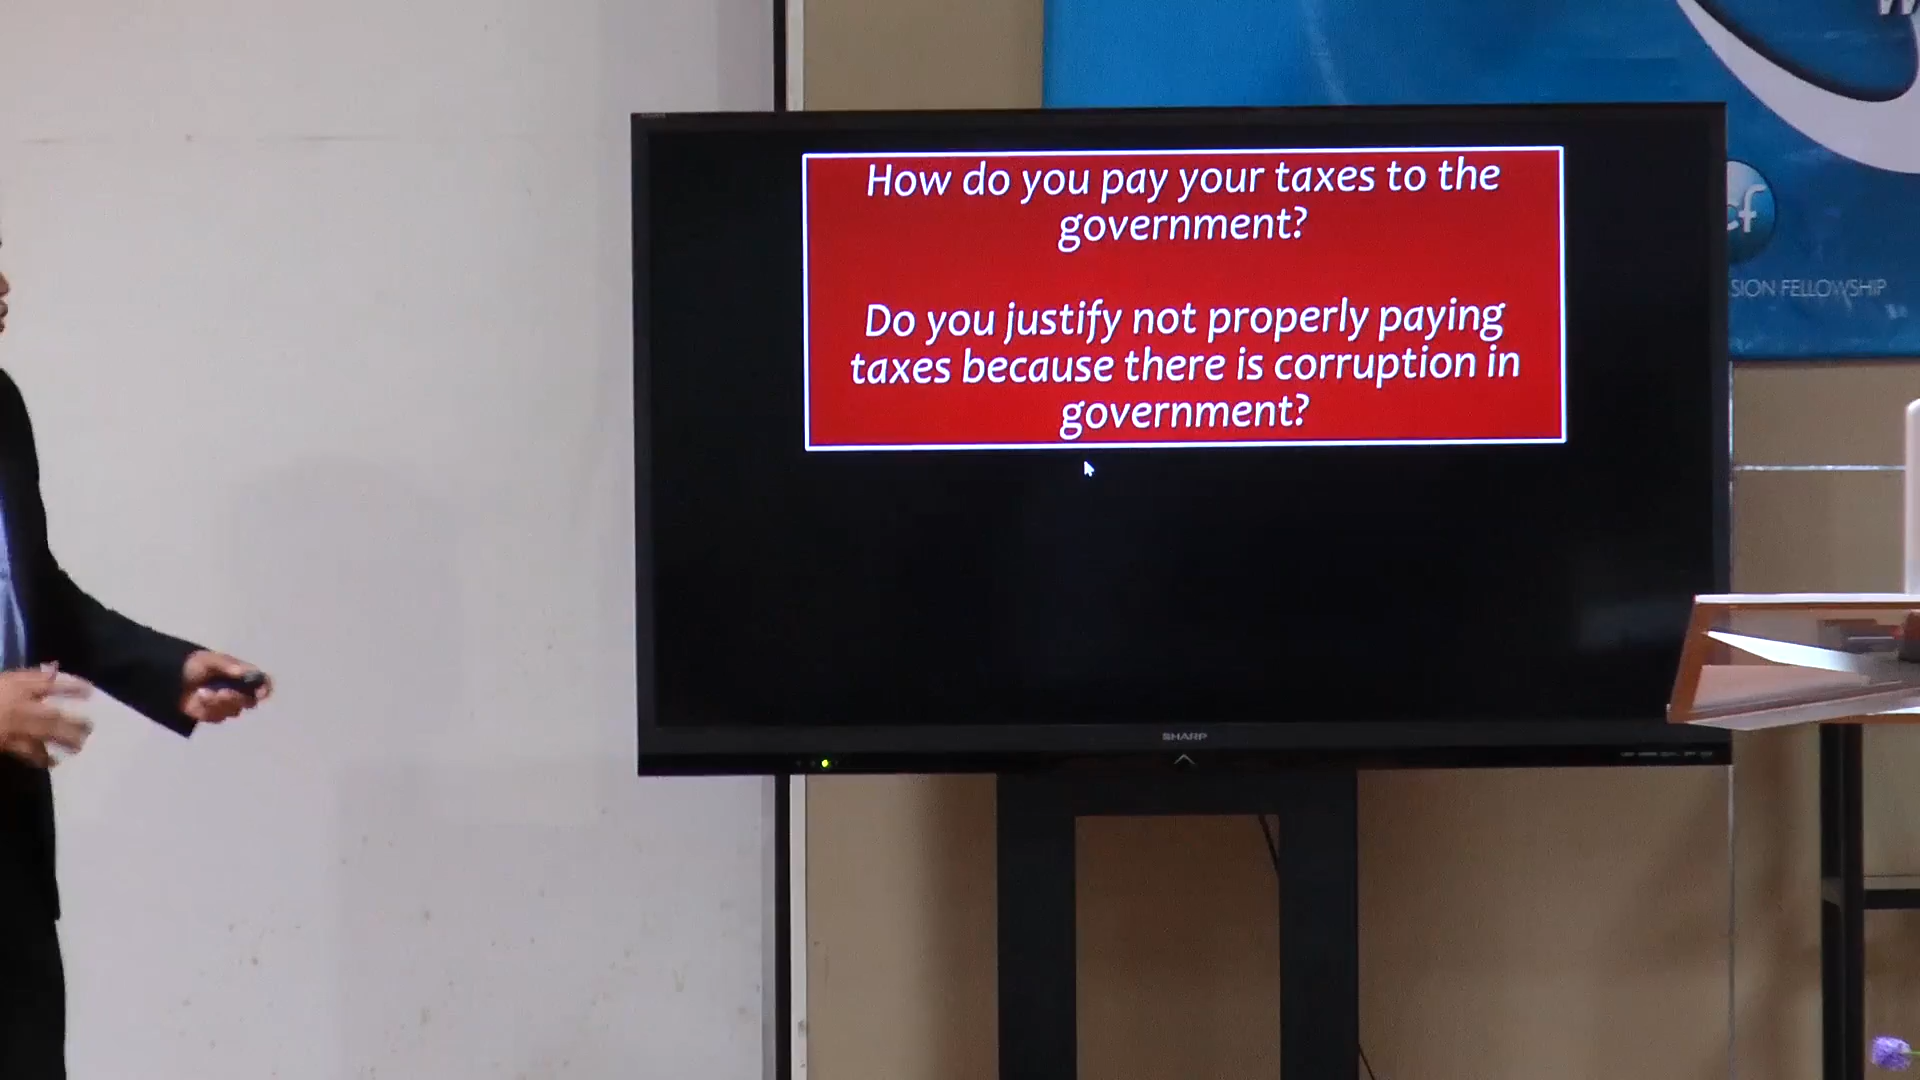 How do you pay your taxes to the
government?
Do you justify not properly paying
taxes because there is corruption in
government?
cf
SION FELLOWSHIP
SHARP